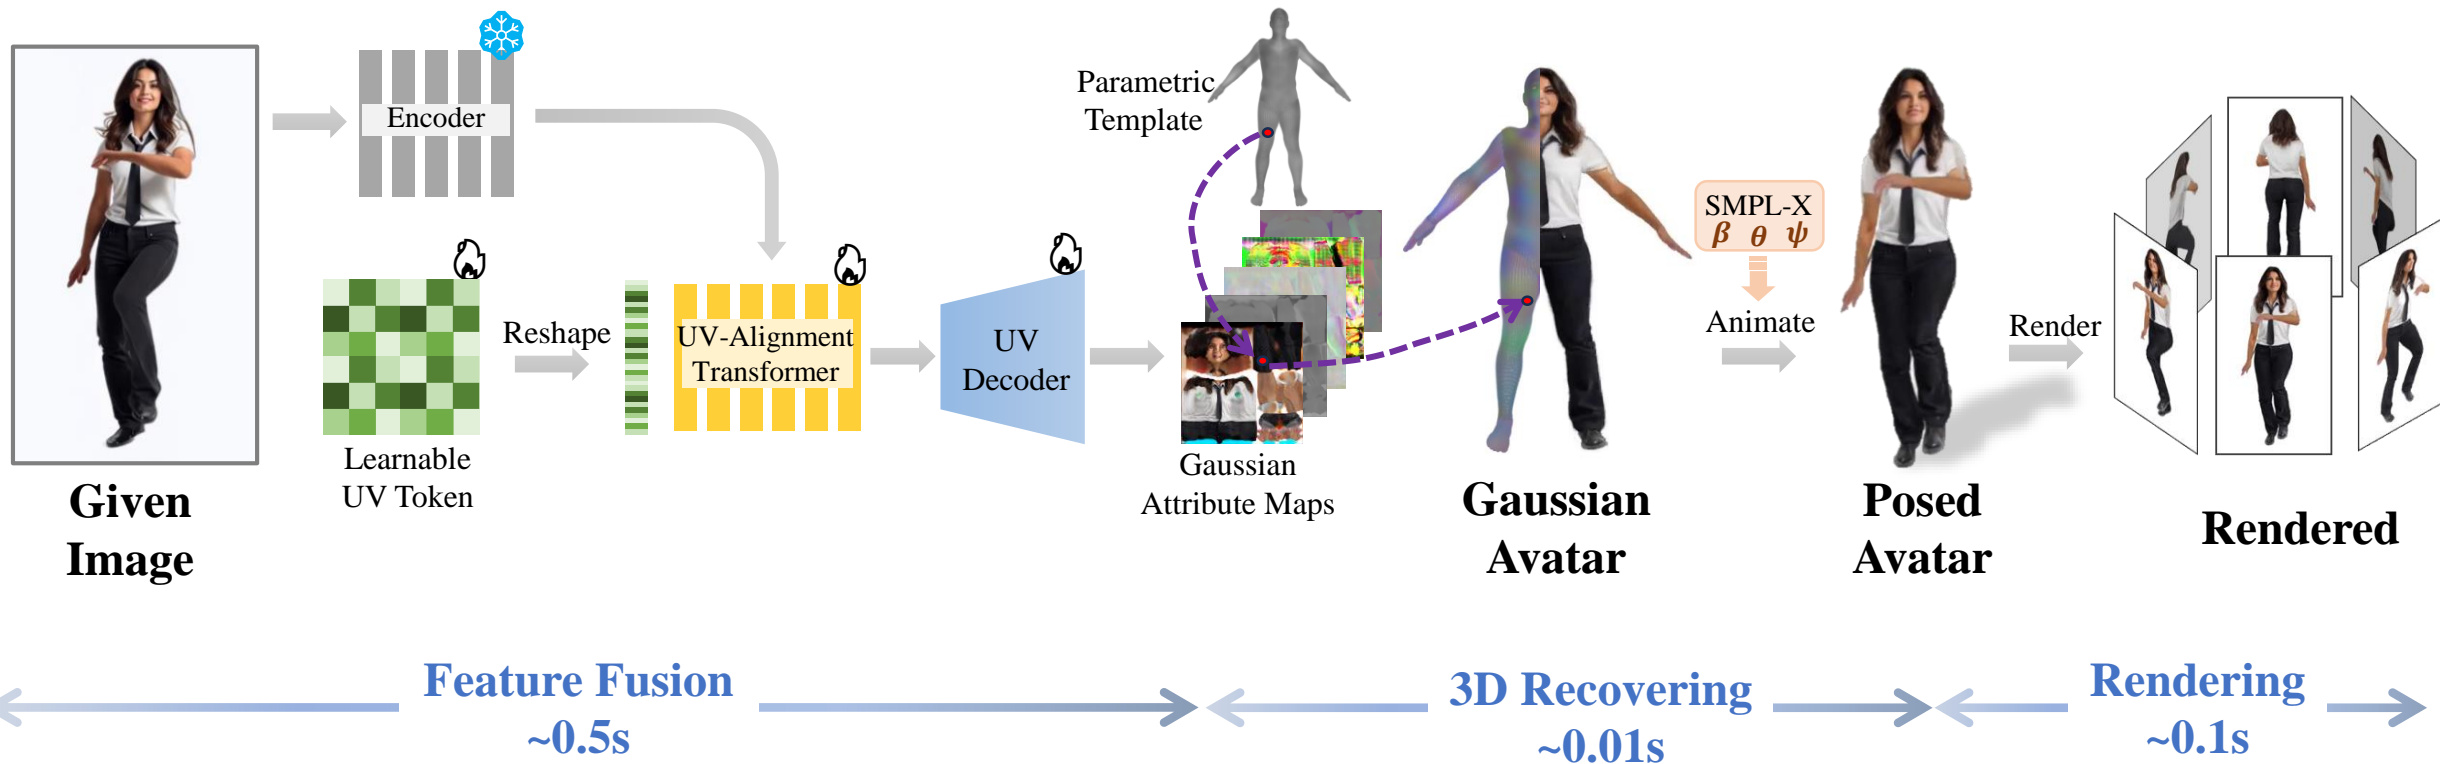 Encoder
Parametric
Template
SMPL-X
β θ ψ
Animate
Render
Reshape
UV-Alignment
Transformer
UV
Decoder
Learnable
UV Token
Gaussian
Attribute Maps
Given
Image
Gaussian
Avatar
Posed
Avatar
Rendered
Feature Fusion
~0.5s
3D Recovering
~0.01s
Rendering
~0.1s